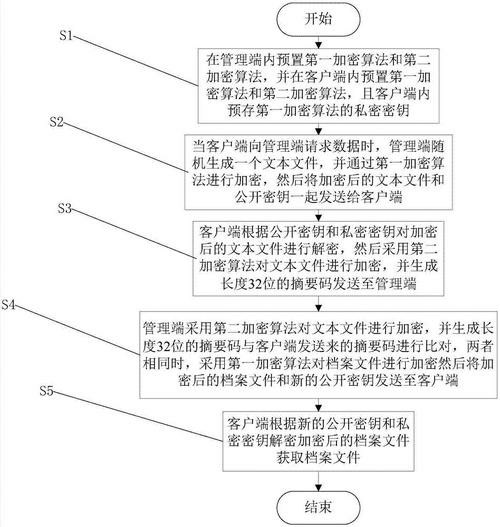 开始
S1
在管理端内预置第一加密算法和第二
加密算法，并在客户端内预置第一加
密算法和第二加密算法，且客户端内
预存第一加密算法的私密密钥
S2
当客户端向管理端请求数据时，管理端随
机生成一个文本文件，并通过第一加密算
法进行加密，然后将加密后的文本文件和
公开密钥一起发送给客户端
S3
客户端根据公开密钥和私密密钥对加密
后的文本文件进行解密，然后采用第二
加密算法对文本文件进行加密，并生成
长度32位的摘要码发送至管理端
S4
管理端采用第二加密算法对文本文件进行加密，并生成长
度32位的摘要码与客户端发送来的摘要码进行比对，两者
相同时，采用第一加密算法对档案文件进行加密然后将加
密后的档案文件和新的公开密钥发送至客户端
S5
客户端根据新的公开密钥和私
密密钥解密加密后的档案文件
获取档案文件
结束